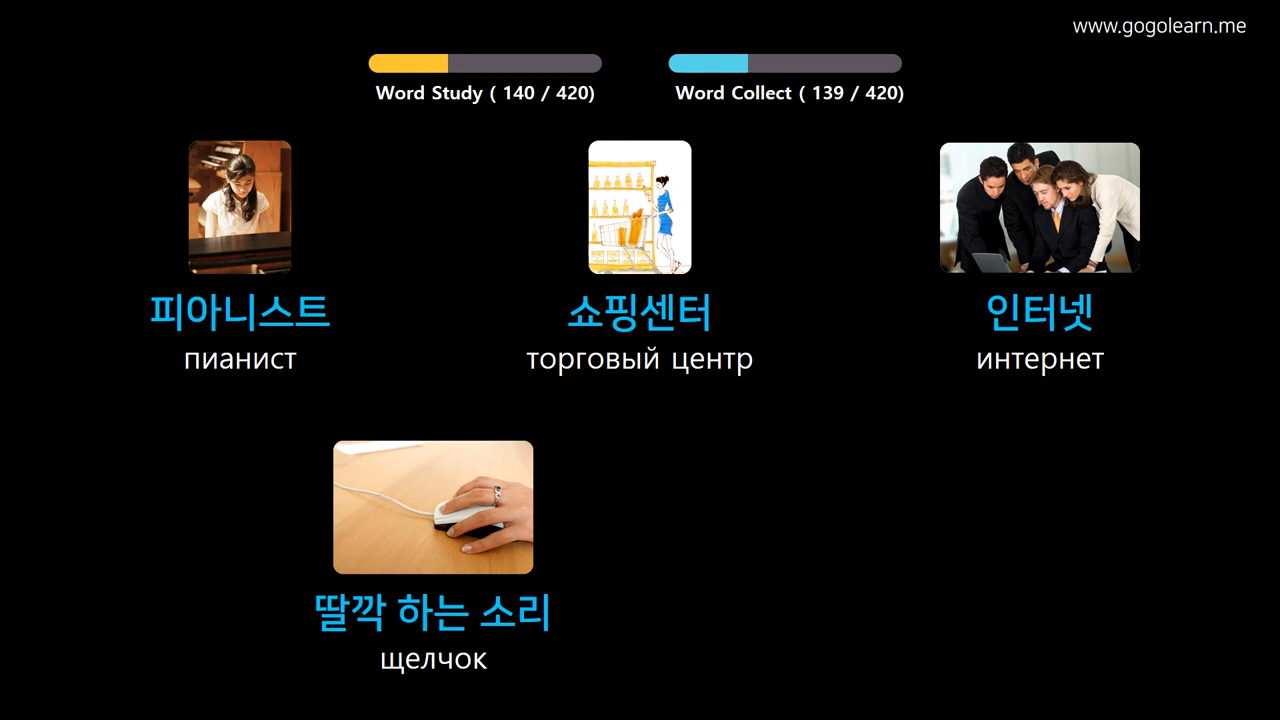 www.gogolearn.me
Word Study ( 140 / 420)
Word Collect ( 139 / 420)
피아니스트
пианист
쇼핑센터
торговый центр
인터넷
интернет
딸깍 하는 소리
щелчок